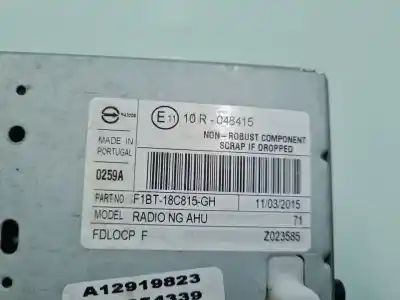 E11 10 R - 048415
NON - ROBUST COMPONENT
SCRAP IF DROPPED
MADE IN
PORTUGAL
0259A
PART-NO F1BT-18C815-GH 11/03/2015
MODEL RADIO NG AHU 71
FDLOCP F Z023585
A12919823